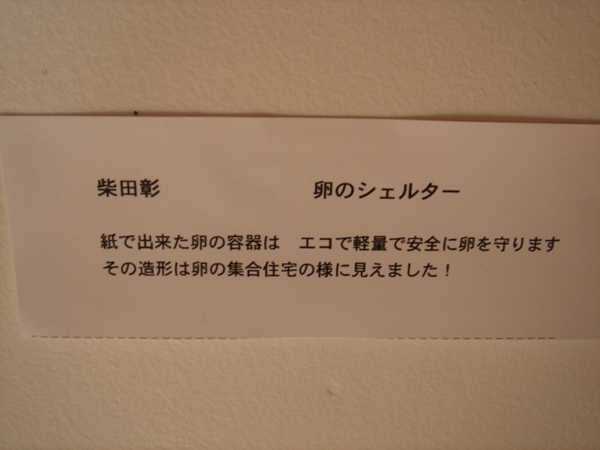 柴田彰　卵のシェルター
紙で出来た卵の容器は　エコで軽量で安全に卵を守ります
その造形は卵の集合住宅の様に見えました！